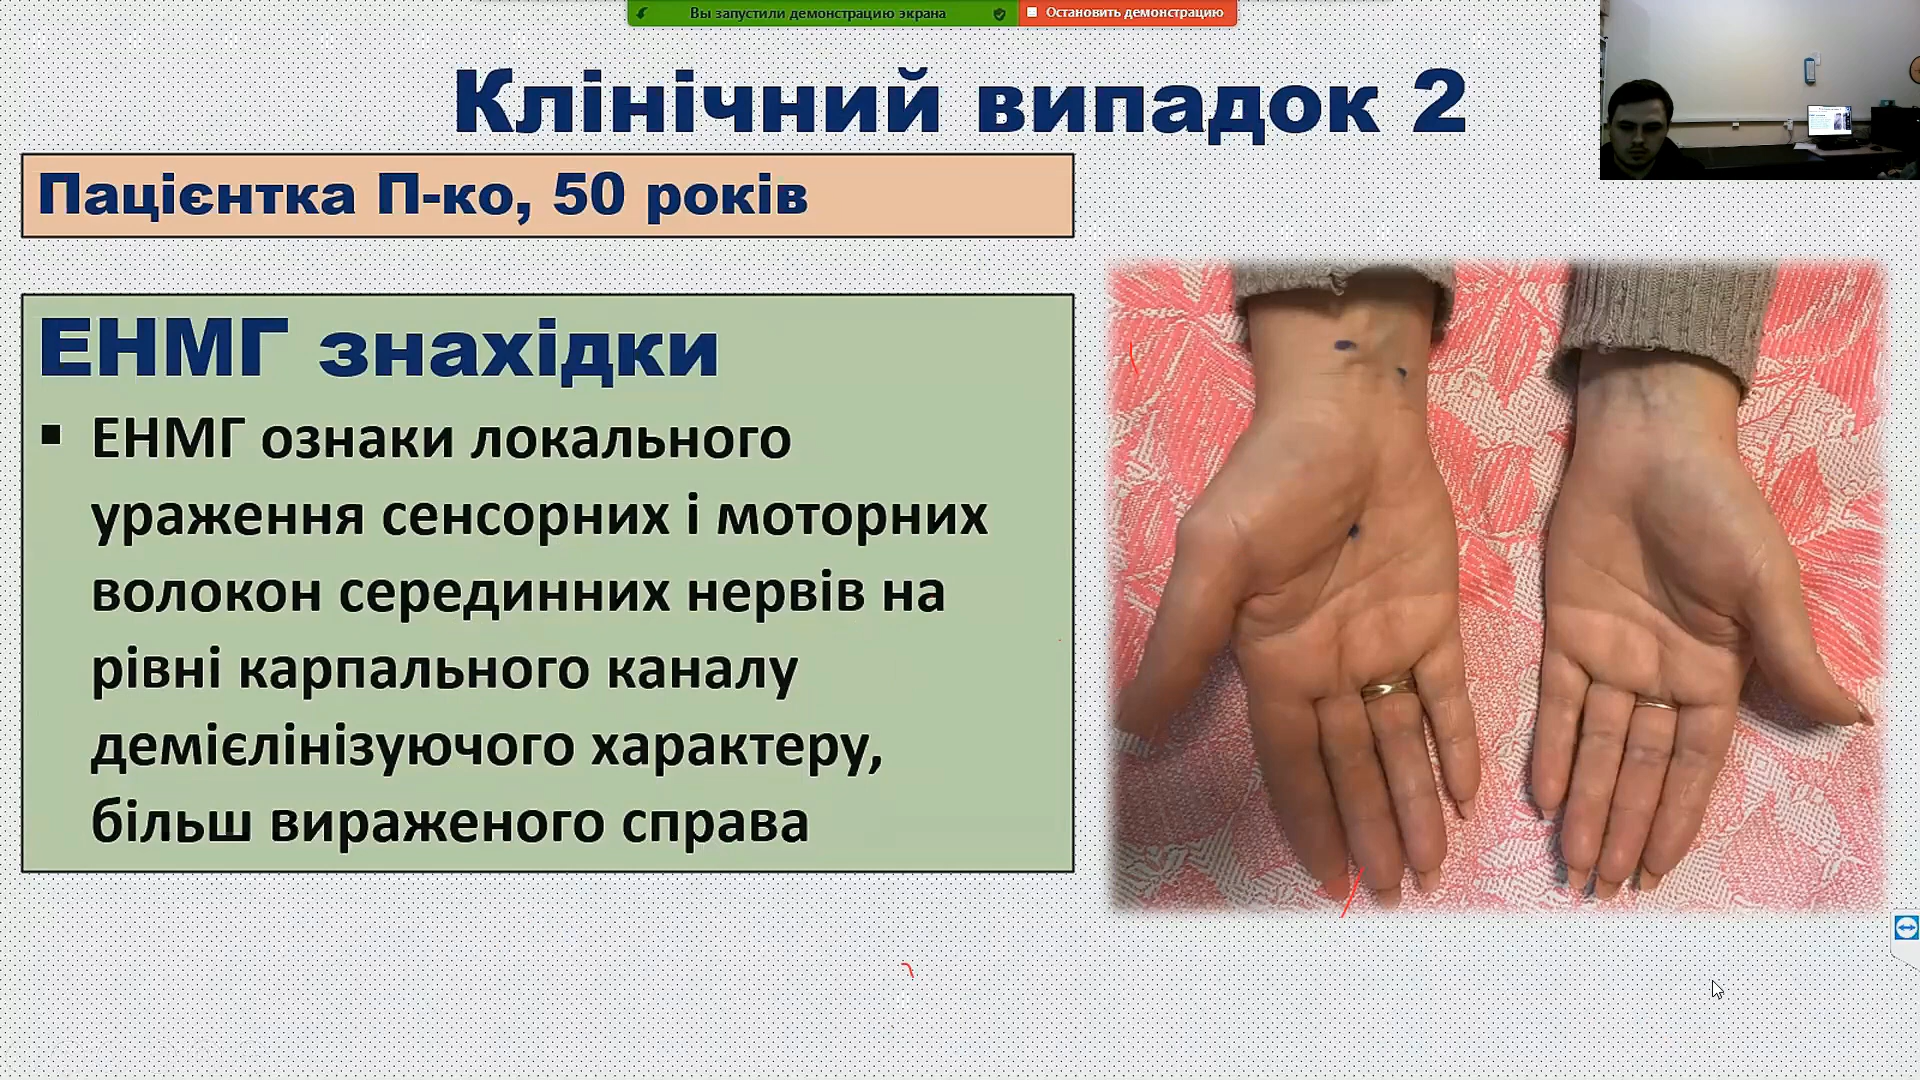 Вы запустили демонстрацию экрана
Остановить демонстрацию
Клінічний випадок 2
Пацієнтка П-ко, 50 років
ЕНМГ знахідки
▪ ЕНМГ ознаки локального
ураження сенсорних і моторних
волокон серединних нервів на
рівні карпального каналу
демієлінізуючого характеру,
більш вираженого справа